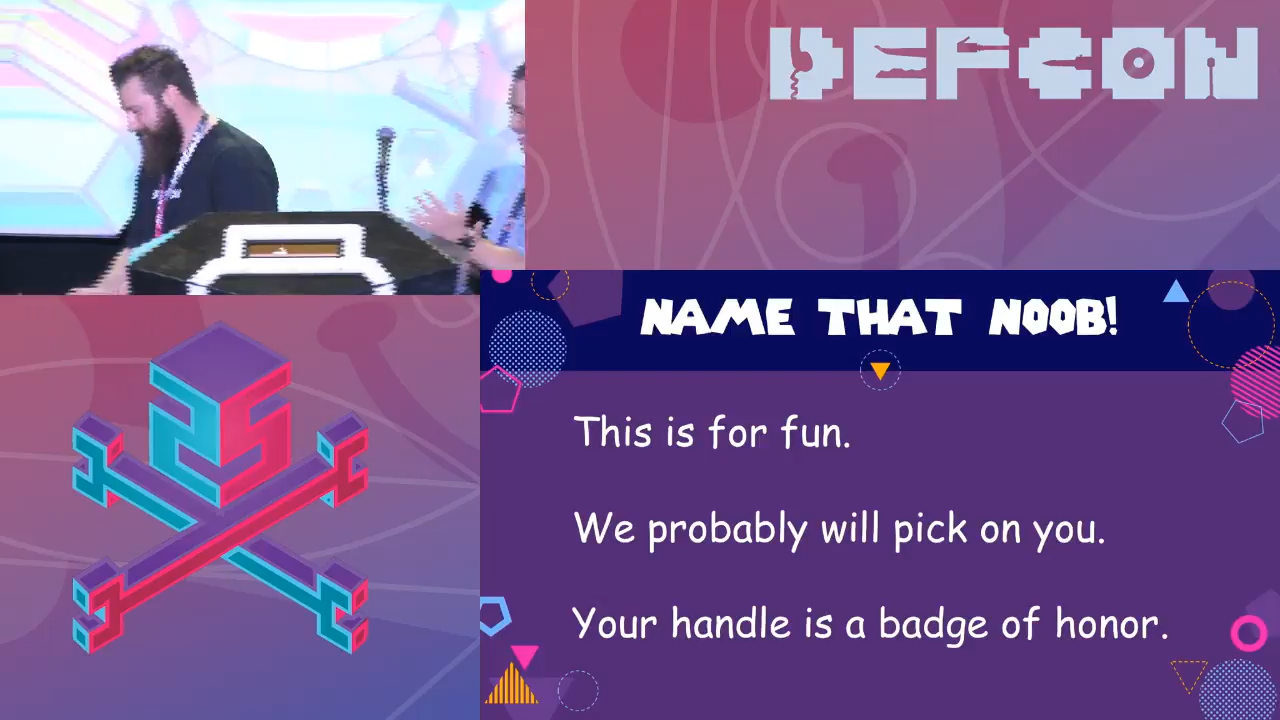 DEFCON
NAME THAT NOOB!
This is for fun.
We probably will pick on you.
Your handle is a badge of honor.
25